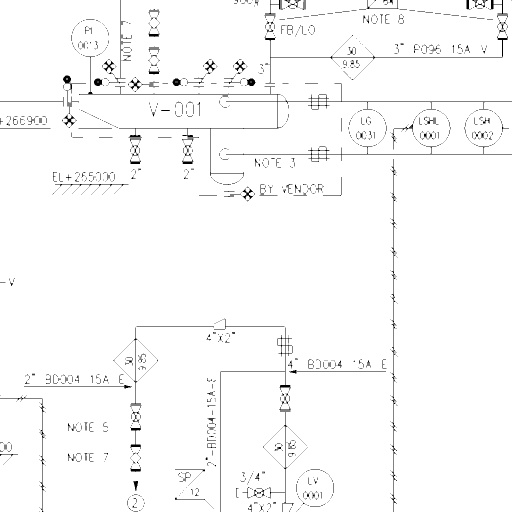 NOTE 8
FB/LO
PI
0013
NOTE 7
30
9.85
3" P096 15A V
3"
V-001
LG
0031
LSHL
0001
LSH
0002
+266900
2"
2"
NOTE 3
EL+265000
BY VENDOR
-V
4"X2"
30
9.85
4" BD004 15A E
2" BD004 15A E
2"-BD004-15A-E
NOTE 6
NOTE 7
30
9.85
SP
12
3/4"
LV
0001
2
4"X2"